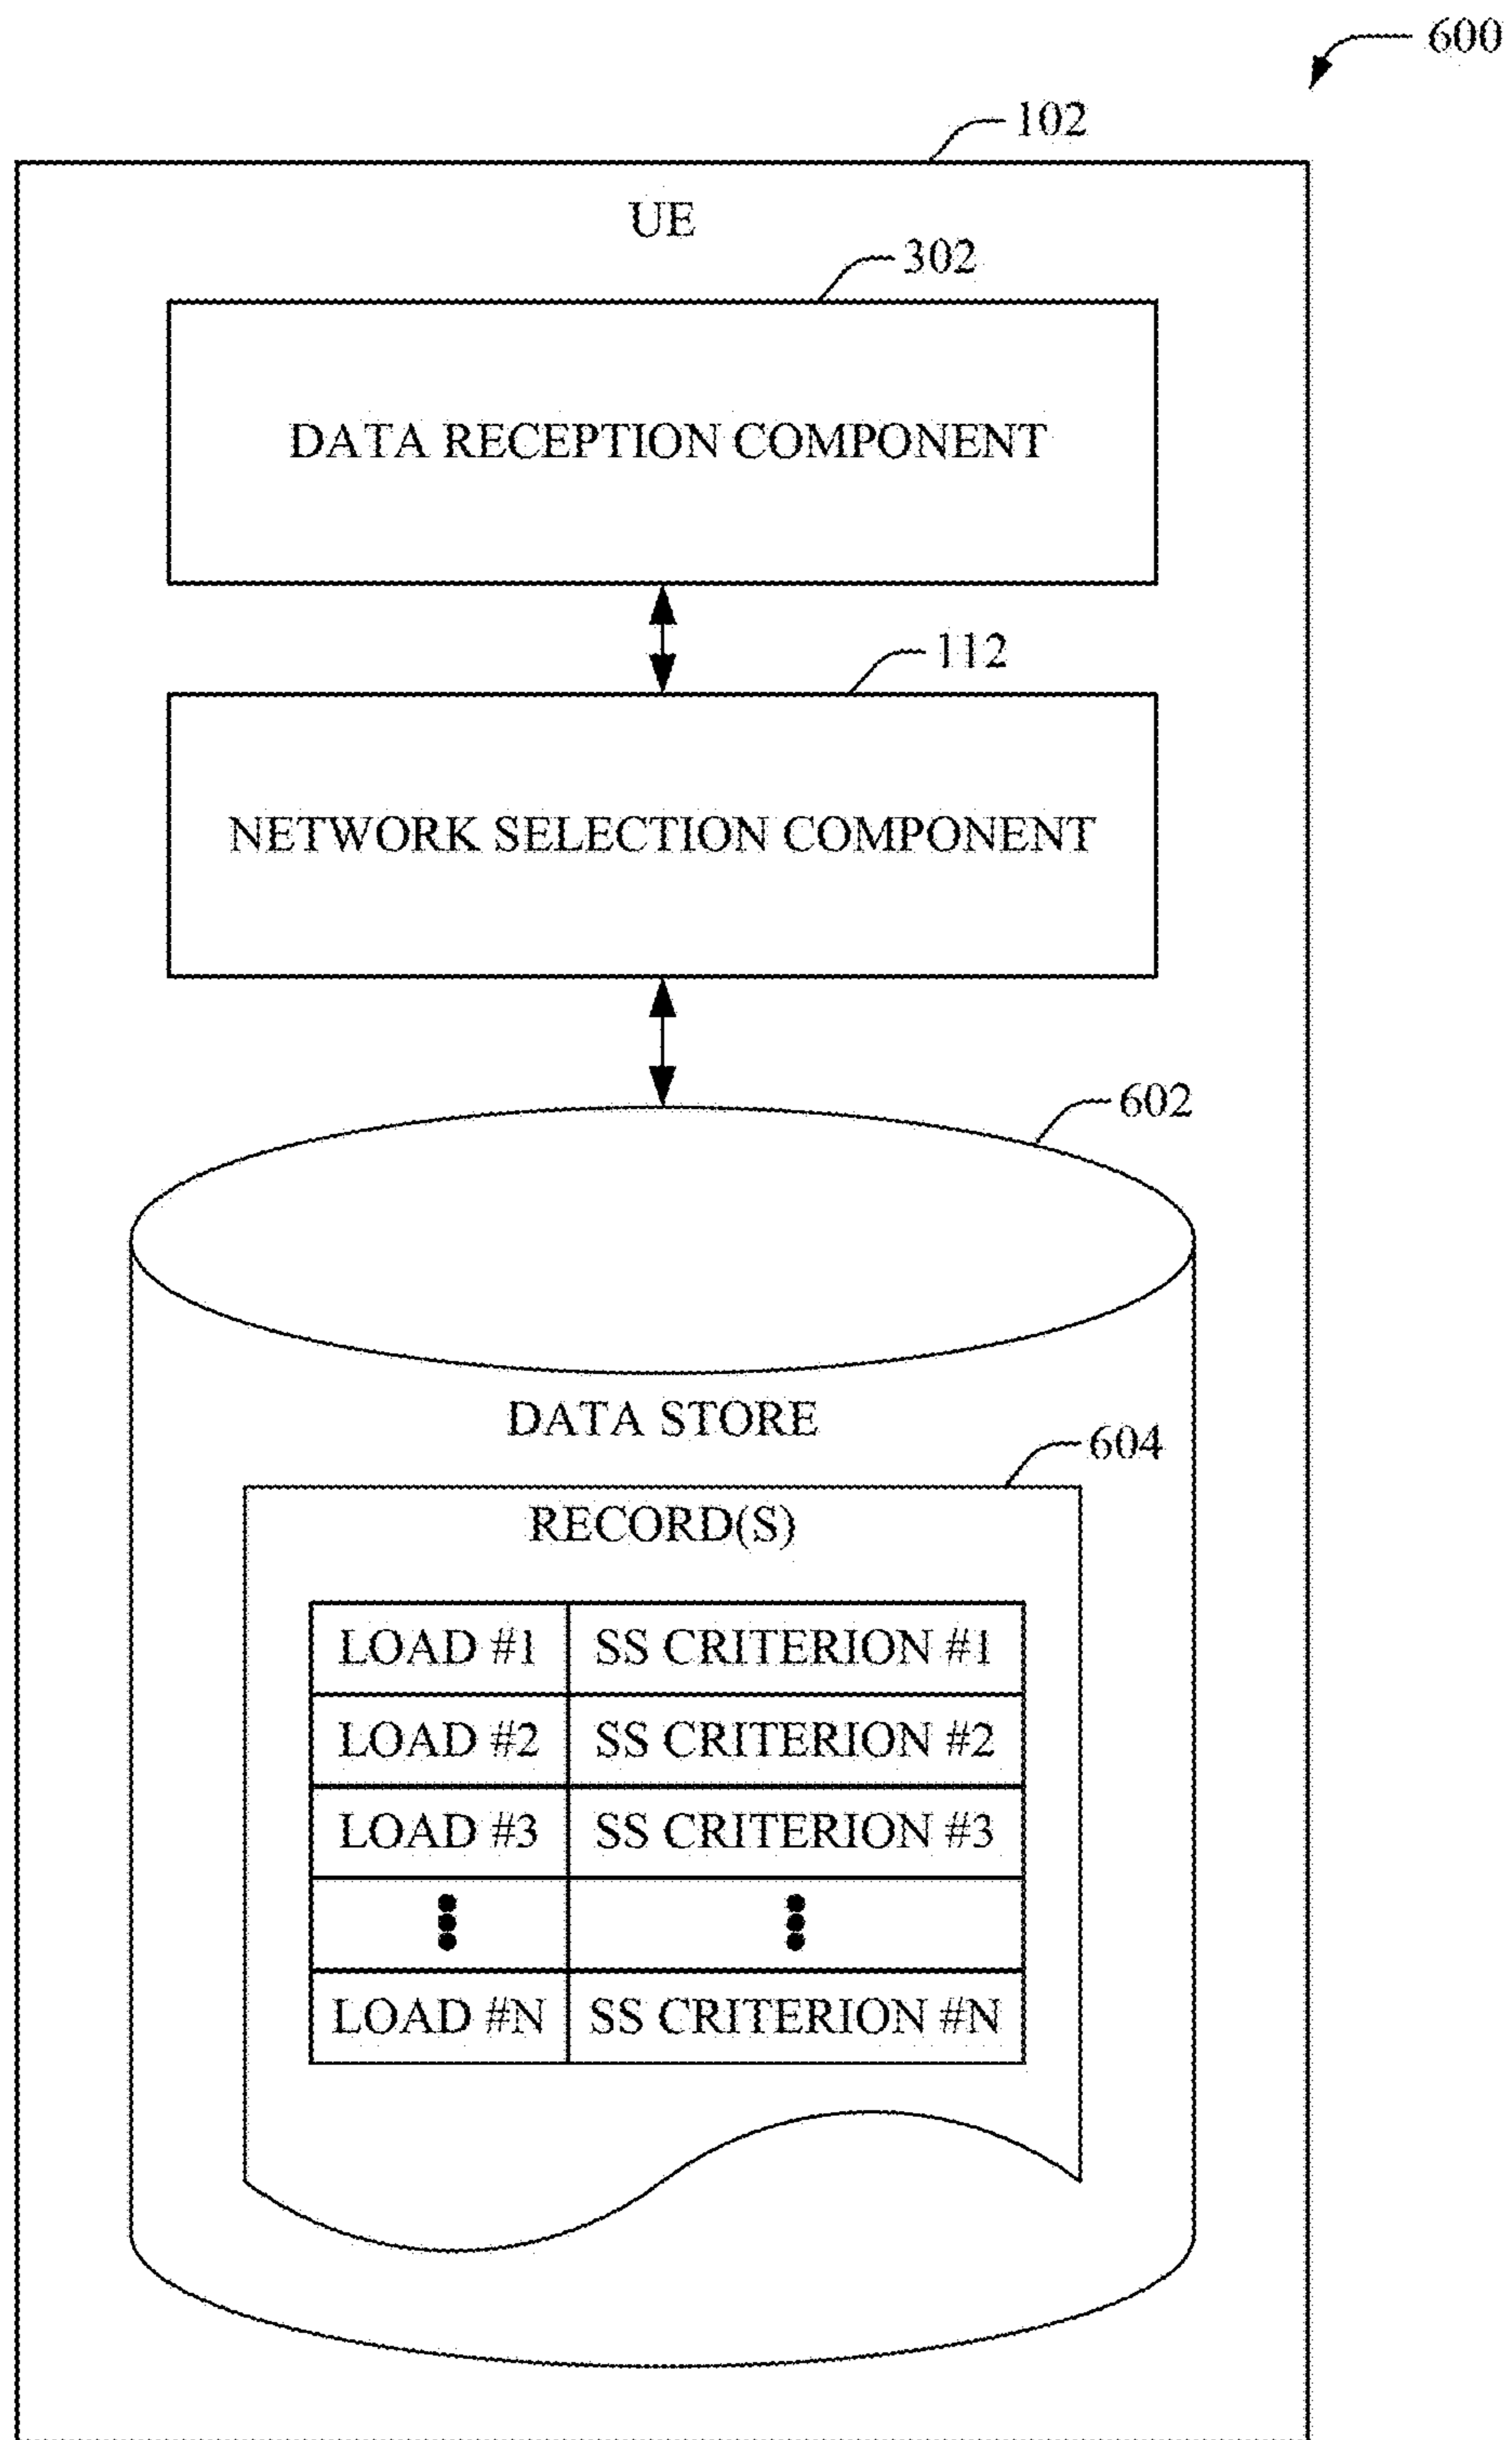 600
102
UE
302
DATA RECEPTION COMPONENT
112
NETWORK SELECTION COMPONENT
602
DATA STORE
604
RECORD(S)
LOAD #1 SS CRITERION #1
LOAD #2 SS CRITERION #2
LOAD #3 SS CRITERION #3
LOAD #N SS CRITERION #N